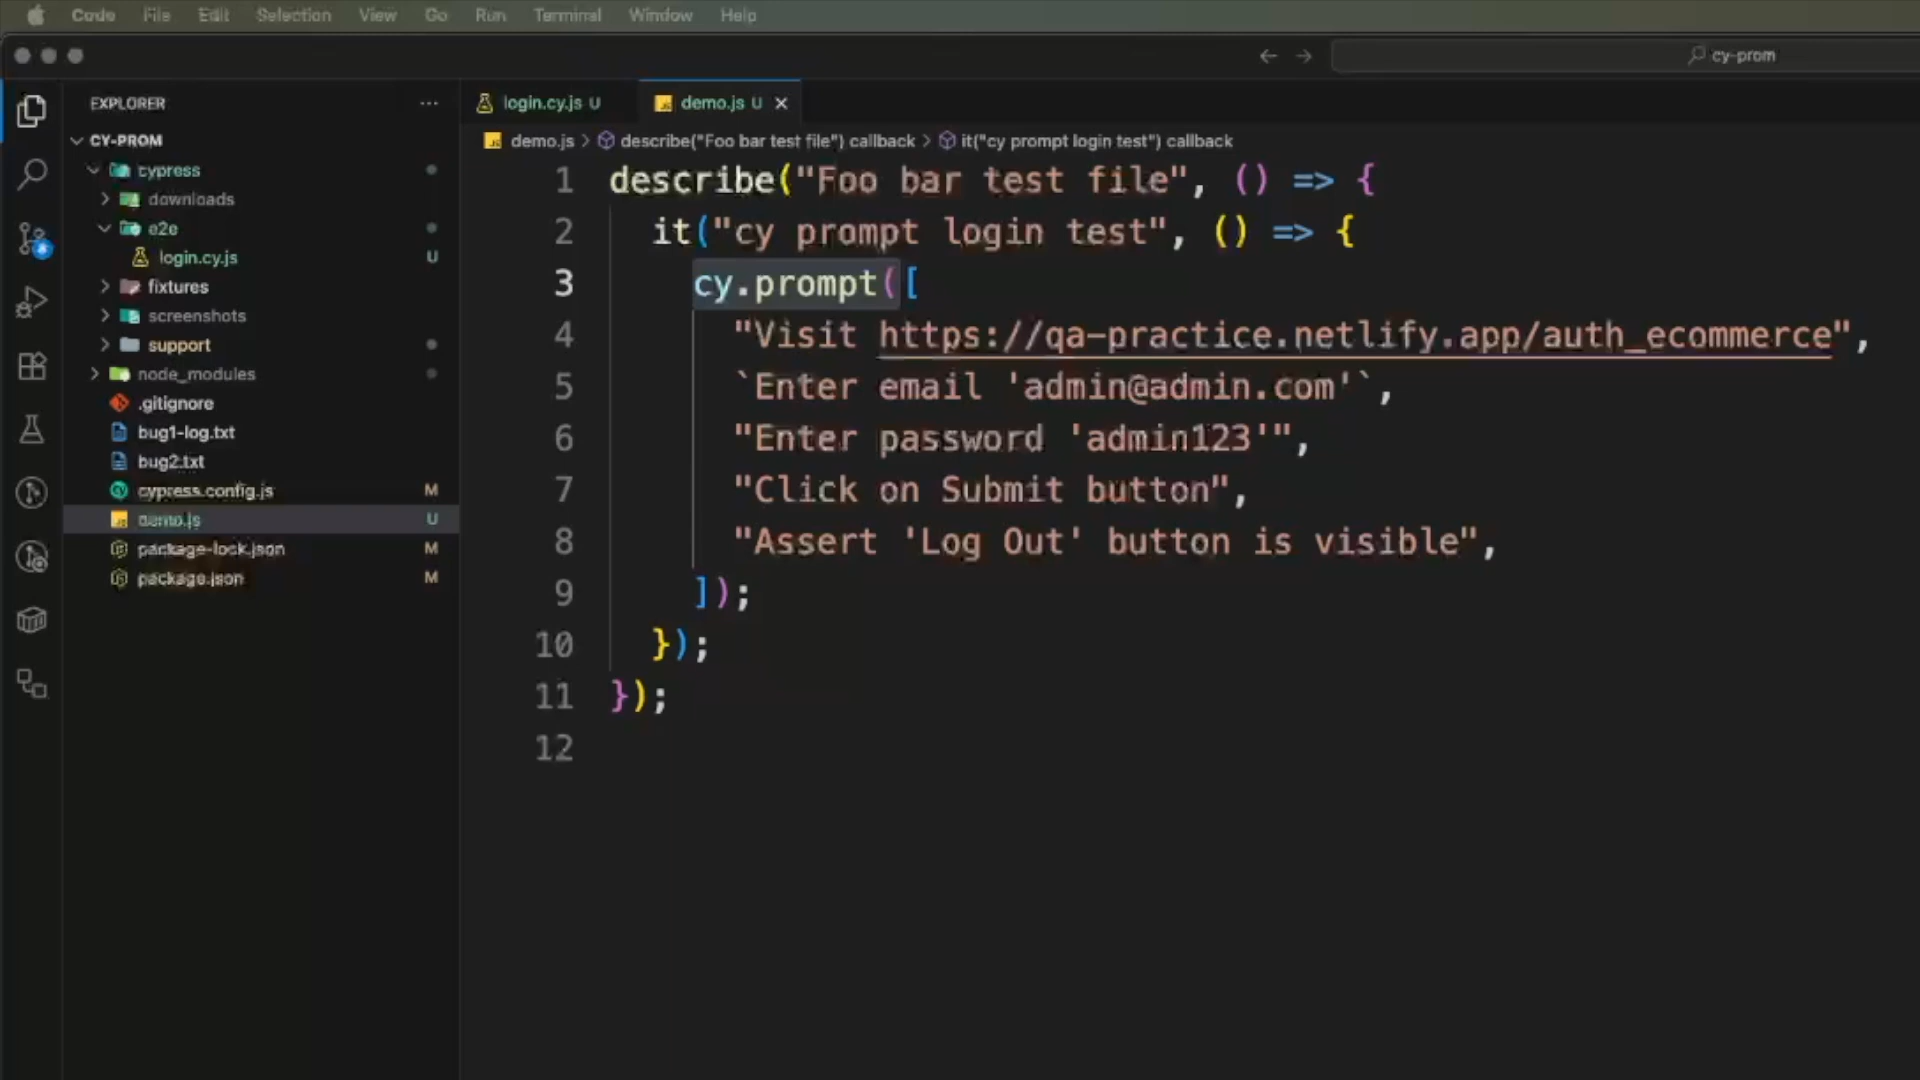 Code File Edit Selection View Go Run Terminal Window Help
cy-prom
EXPLORER
CY-PROM
cypress
downloads
e2e
login.cy.js U
fixtures
screenshots
support
node_modules
.gitignore
bug1-log.txt
bug2.txt
cypress.config.js M
demo.js U
package-lock.json M
package.json M
login.cy.js U demo.js U
demo.js > describe("Foo bar test file") callback > it("cy prompt login test") callback
1 describe("Foo bar test file", () => {
2 it("cy prompt login test", () => {
3 cy.prompt([
4 "Visit https://qa-practice.netlify.app/auth_ecommerce",
5 `Enter email 'admin@admin.com'`,
6 "Enter password 'admin123'",
7 "Click on Submit button",
8 "Assert 'Log Out' button is visible",
9 ]);
10 });
11 });
12